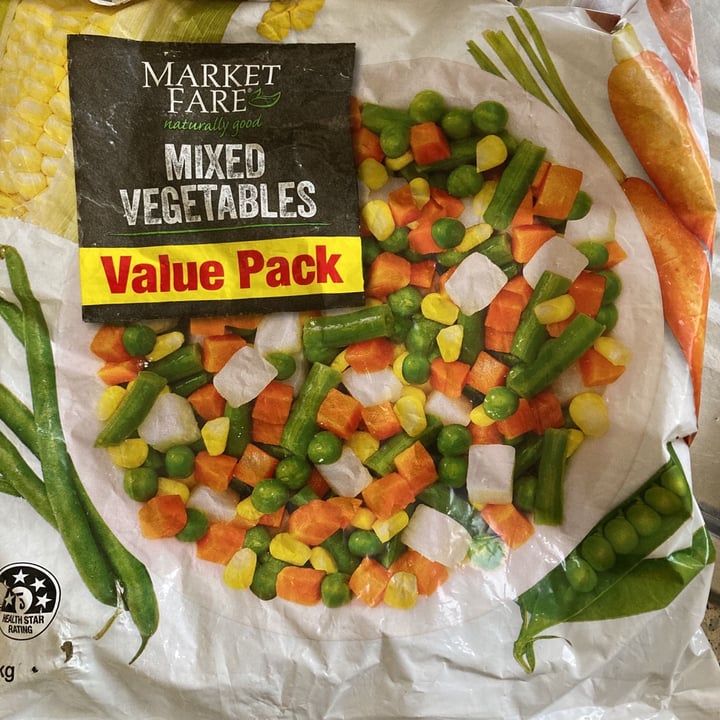 MARKET
FARE®
naturally good
MIXED
VEGETABLES
Value Pack
HEALTH STAR
RATING
kg